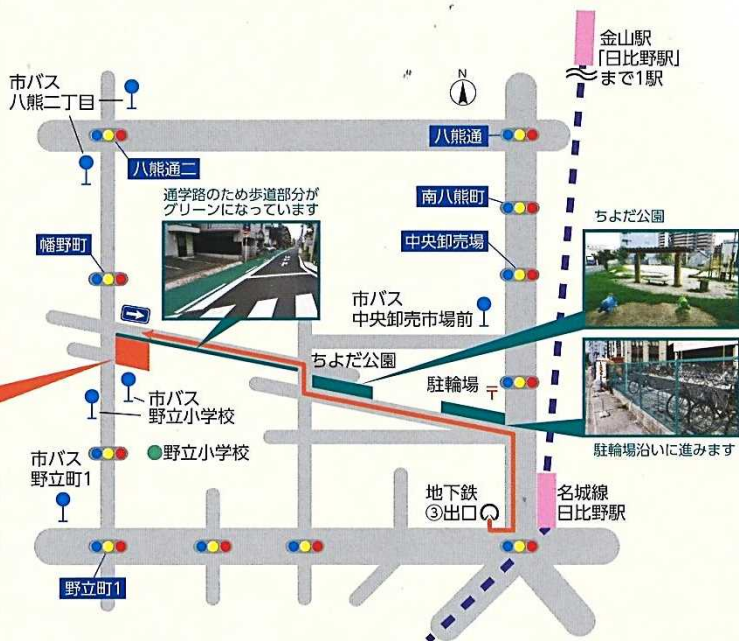 金山駅
「日比野駅」
まで1駅
市バス
八熊二丁目
N
八熊通二
八熊通
通学路のため歩道部分が
グリーンになっています
南八熊町
ちよだ公園
中央卸売場
幡野町
市バス
中央卸売市場前
ちよだ公園
駐輪場
〒
市バス
野立小学校
駐輪場沿いに進みます
市バス
野立町1
野立小学校
地下鉄
③出口
名城線
日比野駅
野立町1